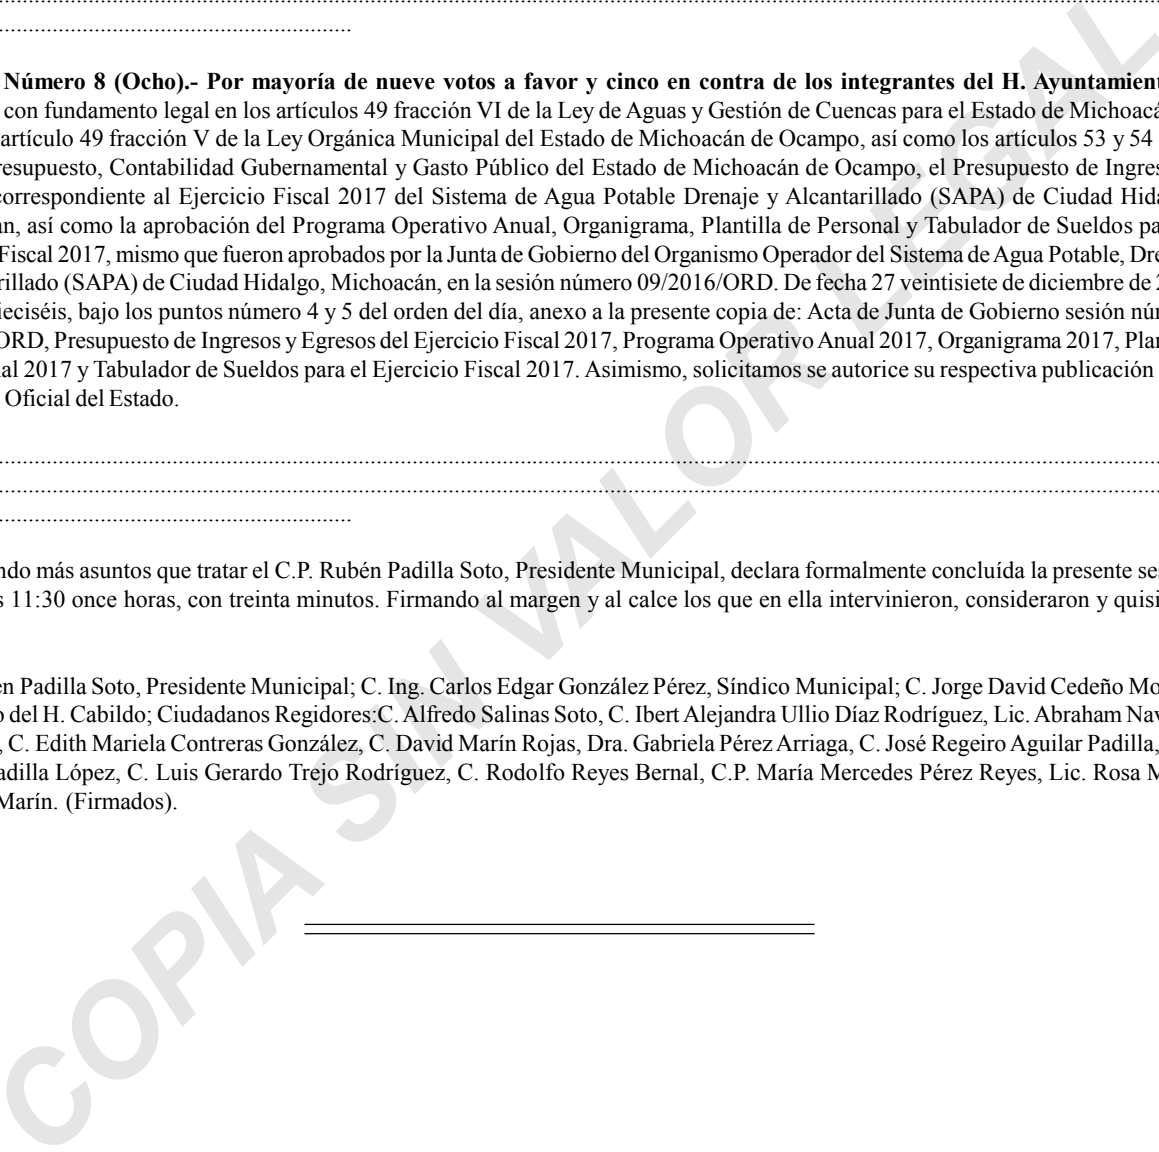 Número 8 (Ocho).- Por mayoría de nueve votos a favor y cinco en contra de los integrantes del H. Ayuntamient
con fundamento legal en los artículos 49 fracción VI de la Ley de Aguas y Gestión de Cuencas para el Estado de Michoacá
artículo 49 fracción V de la Ley Orgánica Municipal del Estado de Michoacán de Ocampo, así como los artículos 53 y 54
resupuesto, Contabilidad Gubernamental y Gasto Público del Estado de Michoacán de Ocampo, el Presupuesto de Ingres
correspondiente al Ejercicio Fiscal 2017 del Sistema de Agua Potable Drenaje y Alcantarillado (SAPA) de Ciudad Hida
án, así como la aprobación del Programa Operativo Anual, Organigrama, Plantilla de Personal y Tabulador de Sueldos pa
Fiscal 2017, mismo que fueron aprobados por la Junta de Gobierno del Organismo Operador del Sistema de Agua Potable, Dre
rillado (SAPA) de Ciudad Hidalgo, Michoacán, en la sesión número 09/2016/ORD. De fecha 27 veintisiete de diciembre de 2
ieciséis, bajo los puntos número 4 y 5 del orden del día, anexo a la presente copia de: Acta de Junta de Gobierno sesión nú
ORD, Presupuesto de Ingresos y Egresos del Ejercicio Fiscal 2017, Programa Operativo Anual 2017, Organigrama 2017, Plan
al 2017 y Tabulador de Sueldos para el Ejercicio Fiscal 2017. Asimismo, solicitamos se autorice su respectiva publicación
Oficial del Estado.
ndo más asuntos que tratar el C.P. Rubén Padilla Soto, Presidente Municipal, declara formalmente concluída la presente ses
s 11:30 once horas, con treinta minutos. Firmando al margen y al calce los que en ella intervinieron, consideraron y quisi
en Padilla Soto, Presidente Municipal; C. Ing. Carlos Edgar González Pérez, Síndico Municipal; C. Jorge David Cedeño Mo
o del H. Cabildo; Ciudadanos Regidores:C. Alfredo Salinas Soto, C. Ibert Alejandra Ullio Díaz Rodríguez, Lic. Abraham Nav
, C. Edith Mariela Contreras González, C. David Marín Rojas, Dra. Gabriela Pérez Arriaga, C. José Regeiro Aguilar Padilla,
adilla López, C. Luis Gerardo Trejo Rodríguez, C. Rodolfo Reyes Bernal, C.P. María Mercedes Pérez Reyes, Lic. Rosa M
Marín. (Firmados).
COPIA SIN VALOR LEGAL